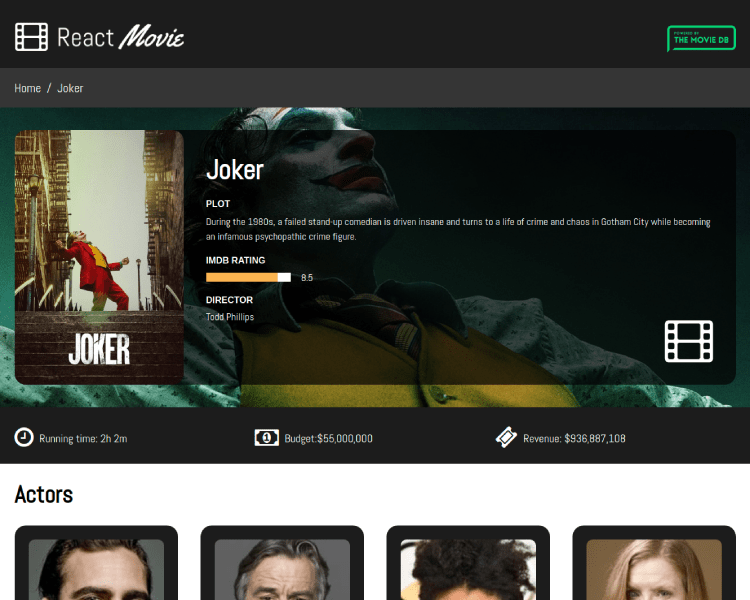 React Movie
POWERED BY
THE MOVIE DB
Home / Joker
Joker
PLOT
During the 1980s, a failed stand-up comedian is driven insane and turns to a life of crime and chaos in Gotham City while becoming
an infamous psychopathic crime figure.
IMDB RATING
8.5
DIRECTOR
Todd Phillips
JOKER
Running time: 2h 2m
1
Budget:$55,000,000
Revenue: $936,887,108
Actors